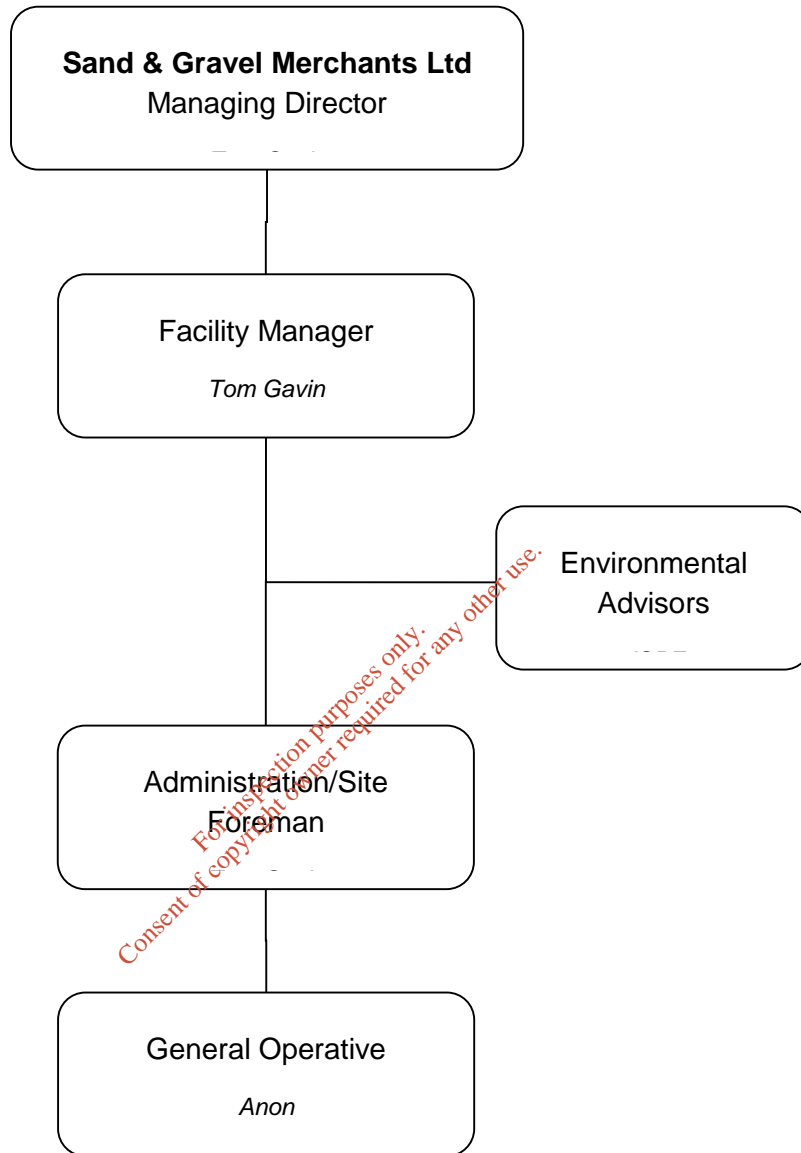 Sand & Gravel Merchants Ltd
Managing Director
Facility Manager
Tom Gavin
Environmental
Advisors
Administration/Site
Foreman
General Operative
Anon
For inspection purposes only.
Consent of copyright owner required for any other use.